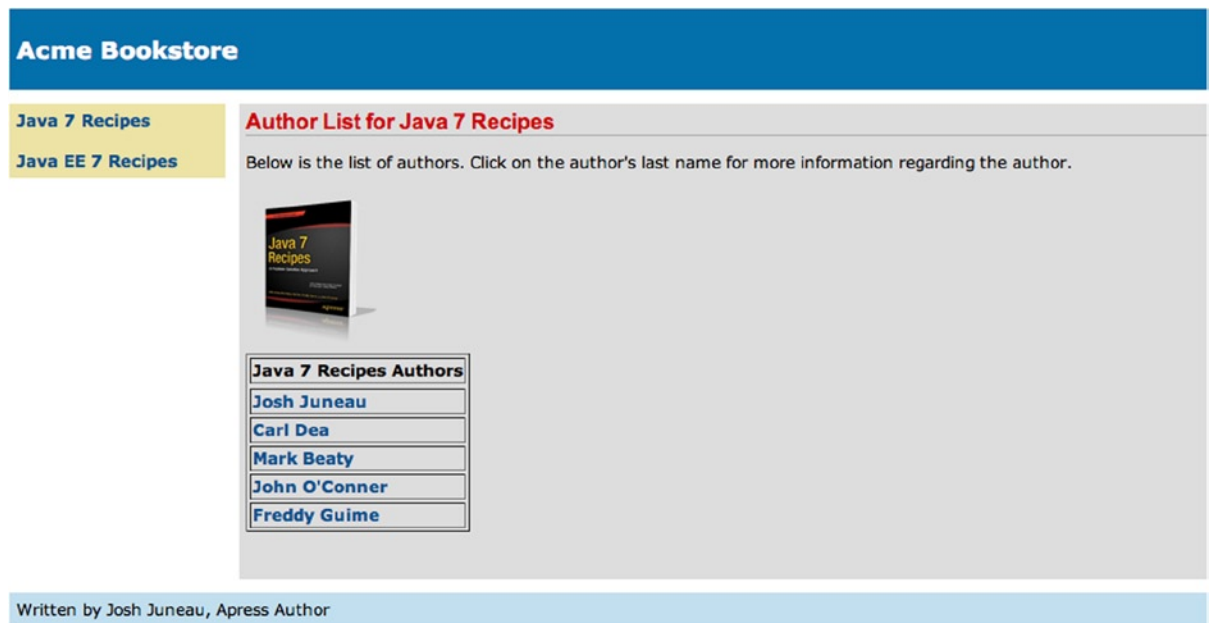 Acme Bookstore
Java 7 Recipes
Java EE 7 Recipes
Author List for Java 7 Recipes
Below is the list of authors. Click on the author's last name for more information regarding the author.
Java 7
Recipes
Java 7 Recipes Authors
Josh Juneau
Carl Dea
Mark Beaty
John O'Conner
Freddy Guime
Written by Josh Juneau, Apress Author